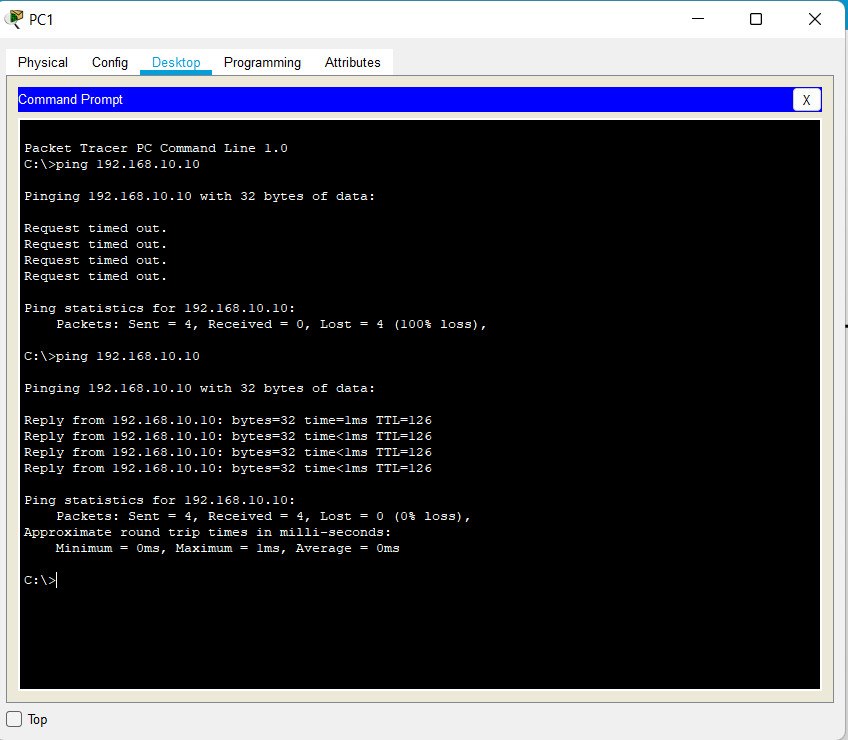 PC1
Physical Config Desktop Programming Attributes
Command Prompt X
Packet Tracer PC Command Line 1.0
C:\>ping 192.168.10.10
Pinging 192.168.10.10 with 32 bytes of data:
Request timed out.
Request timed out.
Request timed out.
Request timed out.
Ping statistics for 192.168.10.10:
    Packets: Sent = 4, Received = 0, Lost = 4 (100% loss),
C:\>ping 192.168.10.10
Pinging 192.168.10.10 with 32 bytes of data:
Reply from 192.168.10.10: bytes=32 time=1ms TTL=126
Reply from 192.168.10.10: bytes=32 time<1ms TTL=126
Reply from 192.168.10.10: bytes=32 time<1ms TTL=126
Reply from 192.168.10.10: bytes=32 time<1ms TTL=126
Ping statistics for 192.168.10.10:
    Packets: Sent = 4, Received = 4, Lost = 0 (0% loss),
Approximate round trip times in milli-seconds:
    Minimum = 0ms, Maximum = 1ms, Average = 0ms
C:\>
Top